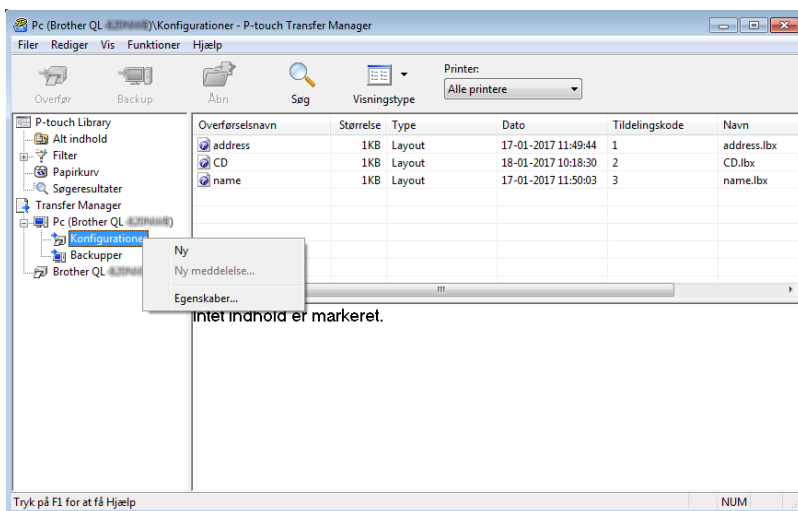 Pc (Brother QL )\Konfigurationer - P-touch Transfer Manager
Filer Rediger Vis Funktioner Hjælp
Overfør Backup Åbn Søg Visningstype
Printer:
Alle printere
P-touch Library
Alt indhold
Filter
Papirkurv
Søgeresultater
Transfer Manager
Pc (Brother QL )
Konfigurationer
Backupper
Brother QL
Ny
Ny meddelelse...
Egenskaber...
Overførselsnavn Størrelse Type Dato Tildelingskode Navn
address 1KB Layout 17-01-2017 11:49:44 1 address.lbx
CD 1KB Layout 18-01-2017 10:18:30 2 CD.lbx
name 1KB Layout 17-01-2017 11:50:03 3 name.lbx
Intet indhold er markeret.
Tryk på F1 for at få Hjælp
NUM